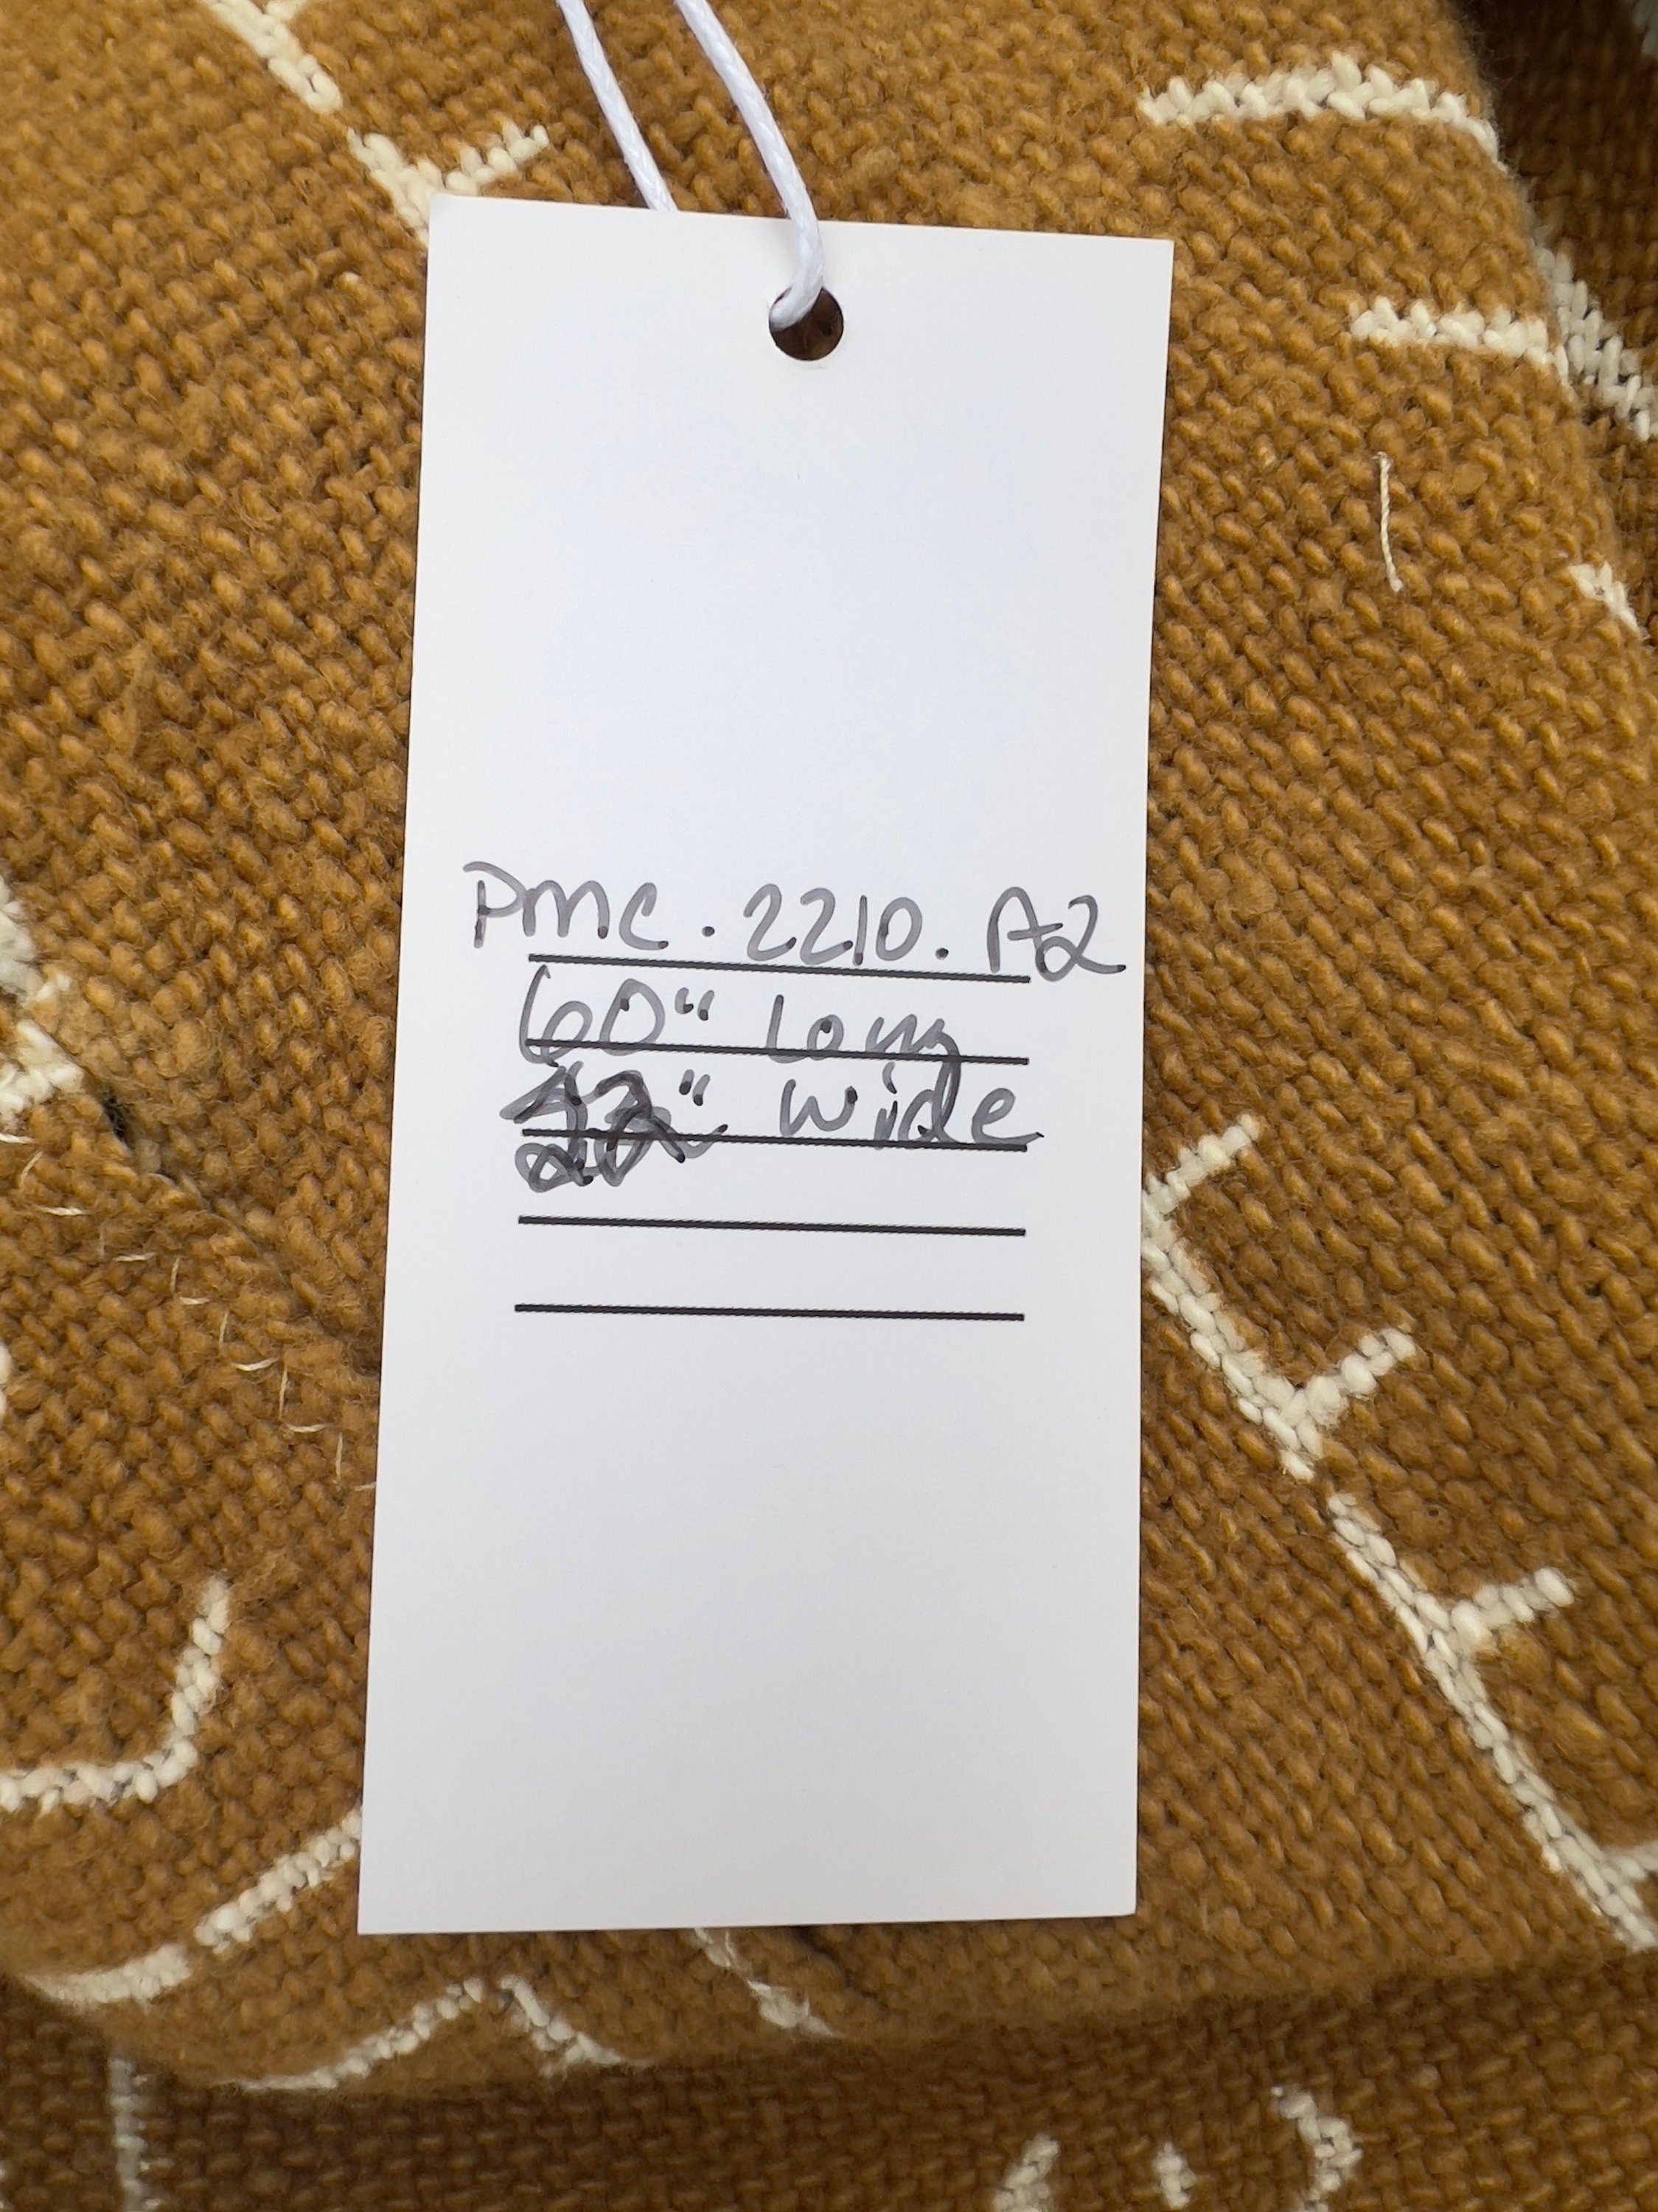 PMC. 2210. A2
60" Long
" wide